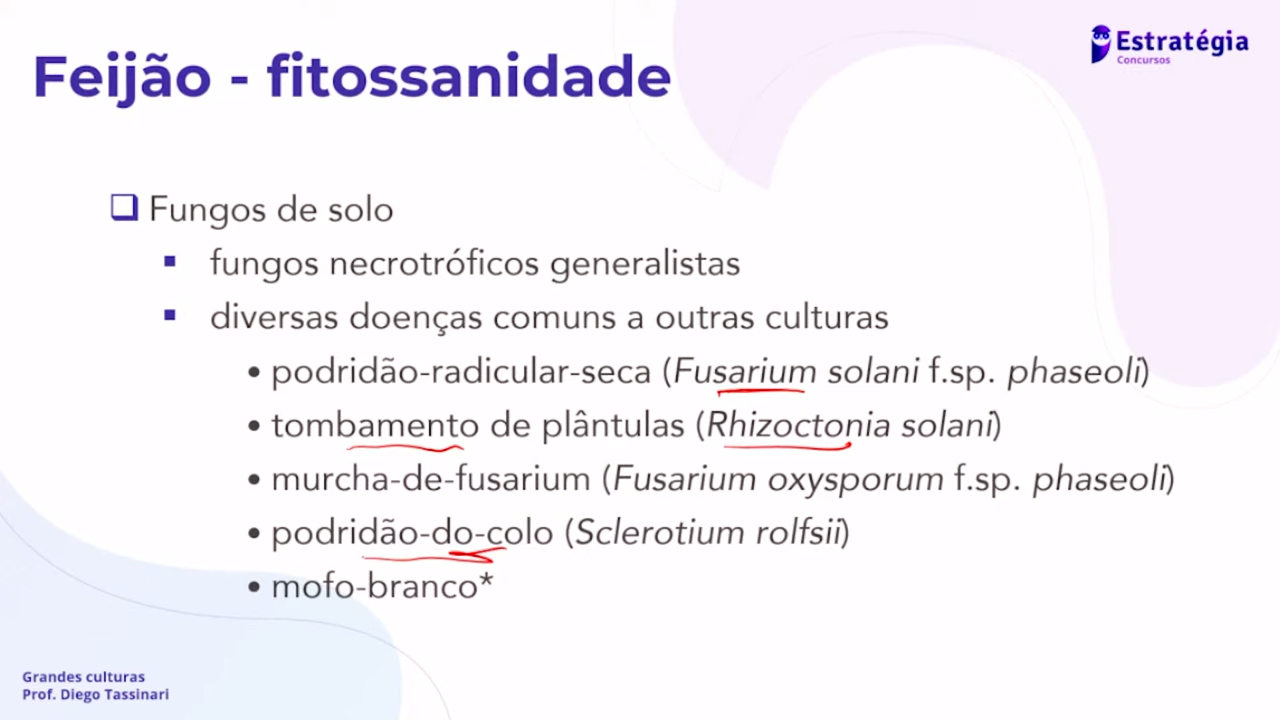 Estratégia
Concursos
Feijão - fitossanidade
❑ Fungos de solo
▪ fungos necrotróficos generalistas
▪ diversas doenças comuns a outras culturas
• podridão-radicular-seca (Fusarium solani f.sp. phaseoli)
• tombamento de plântulas (Rhizoctonia solani)
• murcha-de-fusarium (Fusarium oxysporum f.sp. phaseoli)
• podridão-do-colo (Sclerotium rolfsii)
• mofo-branco*
Grandes culturas
Prof. Diego Tassinari